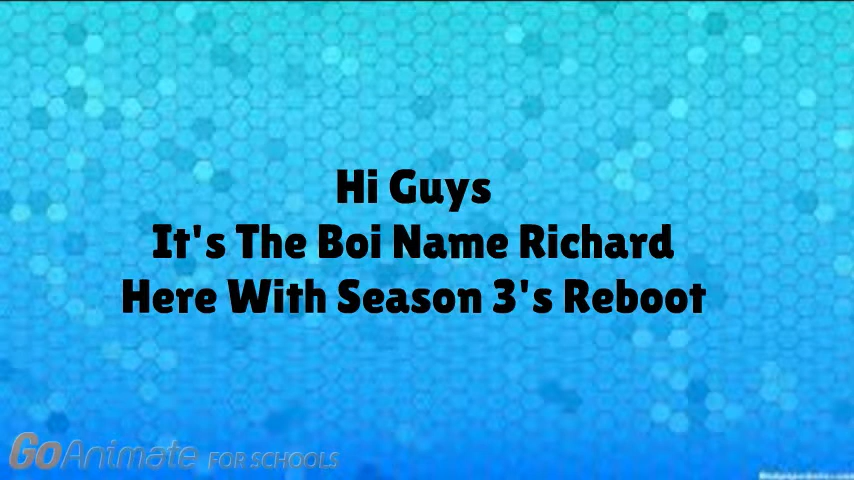 Hi Guys
It's The Boi Name Richard
Here With Season 3's Reboot
GoAnimate FOR SCHOOLS